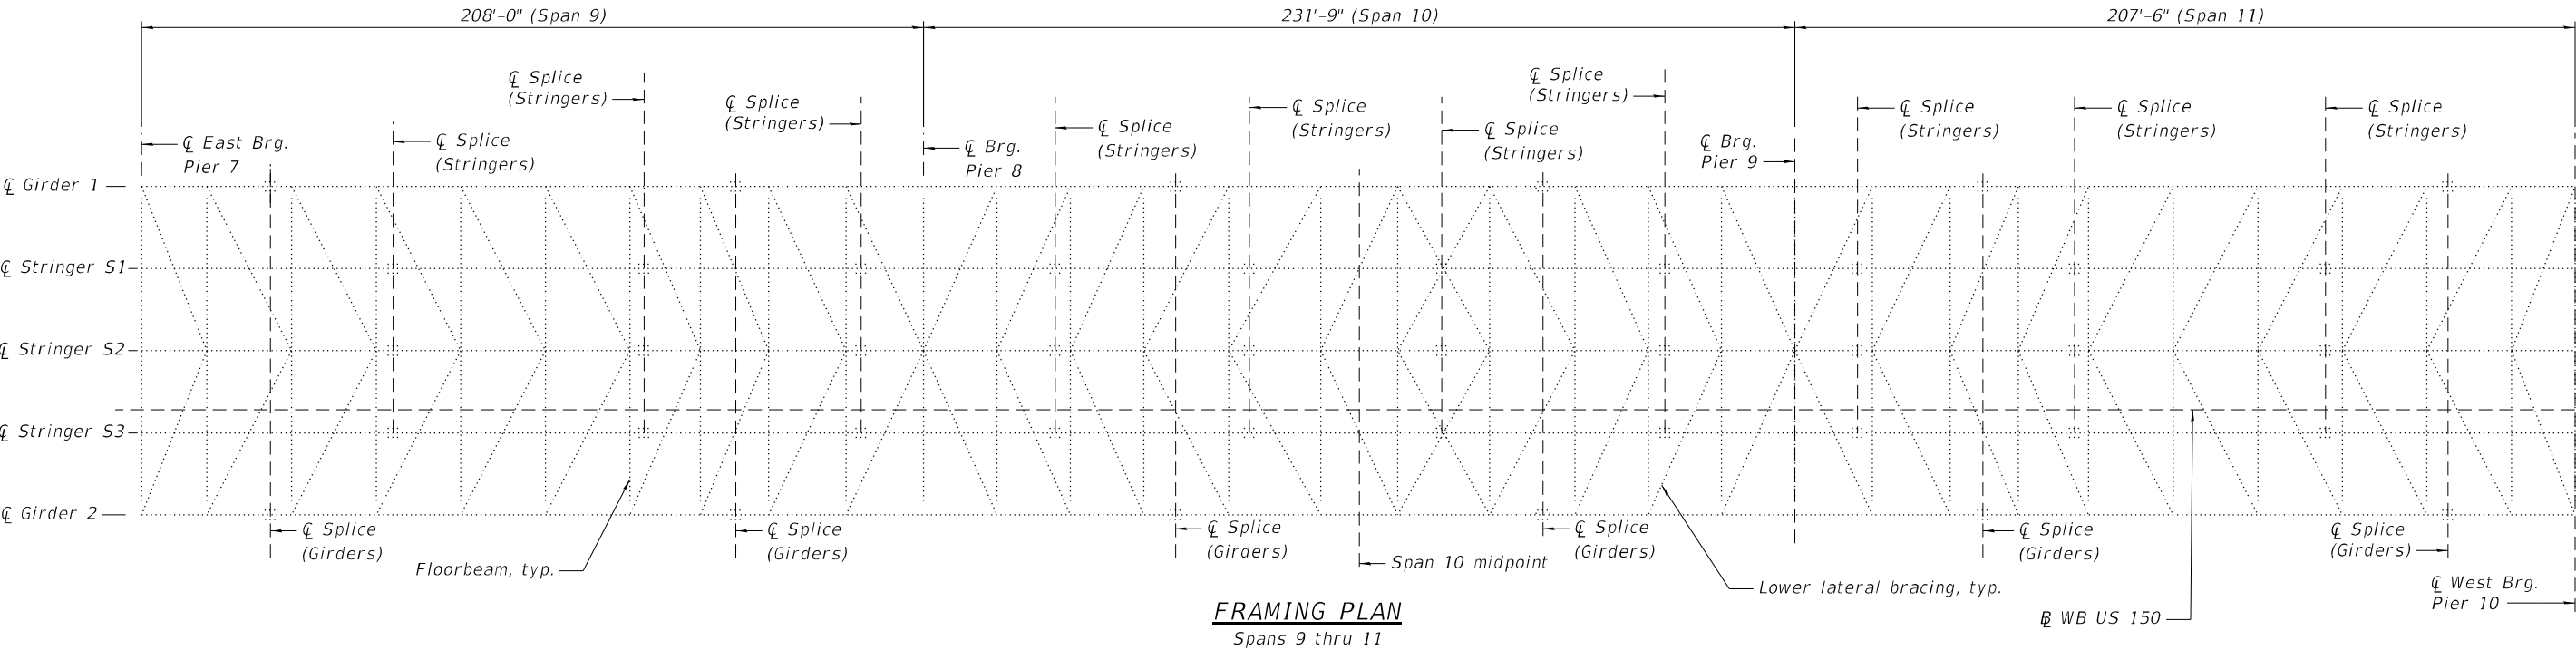 208'-0" (Span 9)
231'-9" (Span 10)
207'-6" (Span 11)
℄ Splice
(Stringers)
℄ Splice
(Stringers)
℄ Splice
(Stringers)
℄ Splice
(Stringers)
℄ Splice
(Stringers)
℄ Splice
(Stringers)
℄ Splice
(Stringers)
℄ Splice
(Stringers)
℄ Splice
(Stringers)
℄ Splice
(Stringers)
℄ East Brg.
Pier 7
℄ Brg.
Pier 8
℄ Brg.
Pier 9
℄ Girder 1
℄ Stringer S1
℄ Stringer S2
℄ Stringer S3
℄ Girder 2
℄ Splice
(Girders)
℄ Splice
(Girders)
℄ Splice
(Girders)
℄ Splice
(Girders)
℄ Splice
(Girders)
℄ Splice
(Girders)
Floorbeam, typ.
Span 10 midpoint
Lower lateral bracing, typ.
℄ West Brg.
Pier 10
BL WB US 150
FRAMING PLAN
Spans 9 thru 11